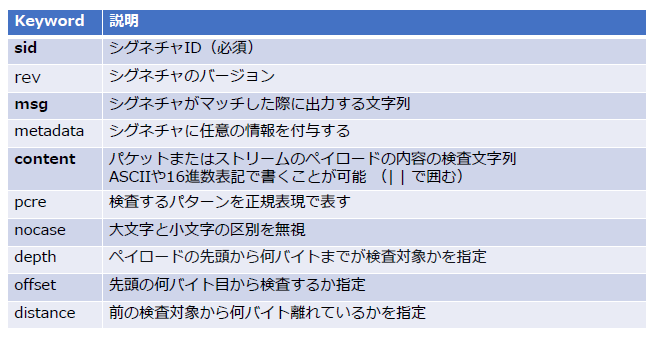 Keyword 説明
sid シグネチャID（必須）
rev シグネチャのバージョン
msg シグネチャがマッチした際に出力する文字列
metadata シグネチャに任意の情報を付与する
content パケットまたはストリームのペイロードの内容の検査文字列
ASCIIや16進数表記で書くことが可能 （| | で囲む）
pcre 検査するパターンを正規表現で表す
nocase 大文字と小文字の区別を無視
depth ペイロードの先頭から何バイトまでが検査対象かを指定
offset 先頭の何バイト目から検査するか指定
distance 前の検査対象から何バイト離れているかを指定